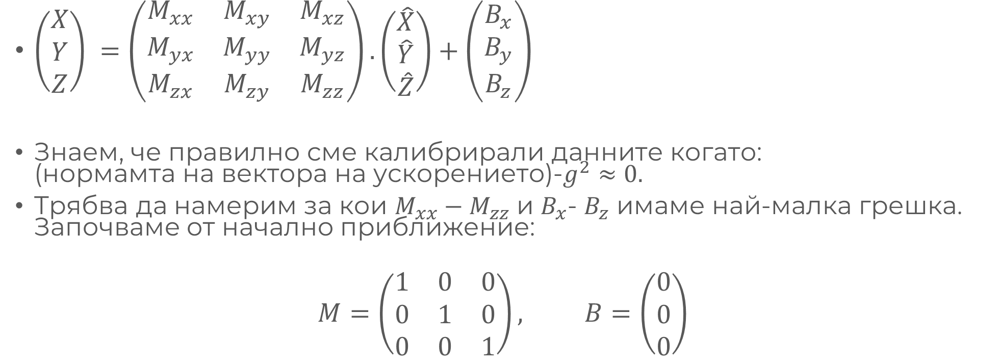 • $\begin{pmatrix} X \\ Y \\ Z \end{pmatrix} = \begin{pmatrix} M_{xx} & M_{xy} & M_{xz} \\ M_{yx} & M_{yy} & M_{yz} \\ M_{zx} & M_{zy} & M_{zz} \end{pmatrix} . \begin{pmatrix} \hat{X} \\ \hat{Y} \\ \hat{Z} \end{pmatrix} + \begin{pmatrix} B_x \\ B_y \\ B_z \end{pmatrix}$
• Знаем, че правилно сме калибрирали данните когато:
(нормамта на вектора на ускорението)-$g^2 \approx 0$.
• Трябва да намерим за кои $M_{xx} - M_{zz}$ и $B_x$- $B_z$ имаме най-малка грешка.
Започваме от начално приближение:
$M = \begin{pmatrix} 1 & 0 & 0 \\ 0 & 1 & 0 \\ 0 & 0 & 1 \end{pmatrix}, \quad B = \begin{pmatrix} 0 \\ 0 \\ 0 \end{pmatrix}$